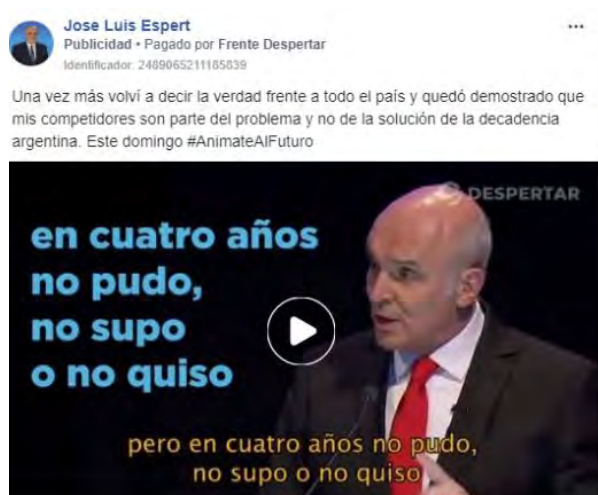 Jose Luis Espert
...
Publicidad • Pagado por Frente Despertar
Identificador: 2489065211185839
Una vez más volví a decir la verdad frente a todo el país y quedó demostrado que
mis competidores son parte del problema y no de la solución de la decadencia
argentina. Este domingo #AnimateAlFuturo
DESPERTAR
en cuatro años
no pudo,
no supo
o no quiso
pero en cuatro años no pudo,
no supo o no quiso